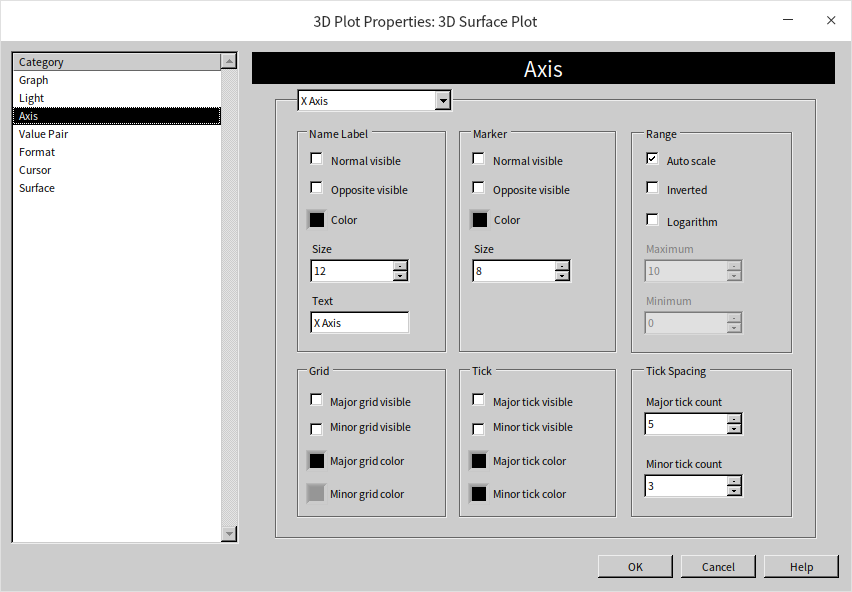 3D Plot Properties: 3D Surface Plot
Category
Graph
Light
Axis
Value Pair
Format
Cursor
Surface
Axis
X Axis
Name Label
Normal visible
Opposite visible
Color
Size
12
Text
X Axis
Marker
Normal visible
Opposite visible
Color
Size
8
Range
Auto scale
Inverted
Logarithm
Maximum
10
Minimum
0
Grid
Major grid visible
Minor grid visible
Major grid color
Minor grid color
Tick
Major tick visible
Minor tick visible
Major tick color
Minor tick color
Tick Spacing
Major tick count
5
Minor tick count
3
OK
Cancel
Help